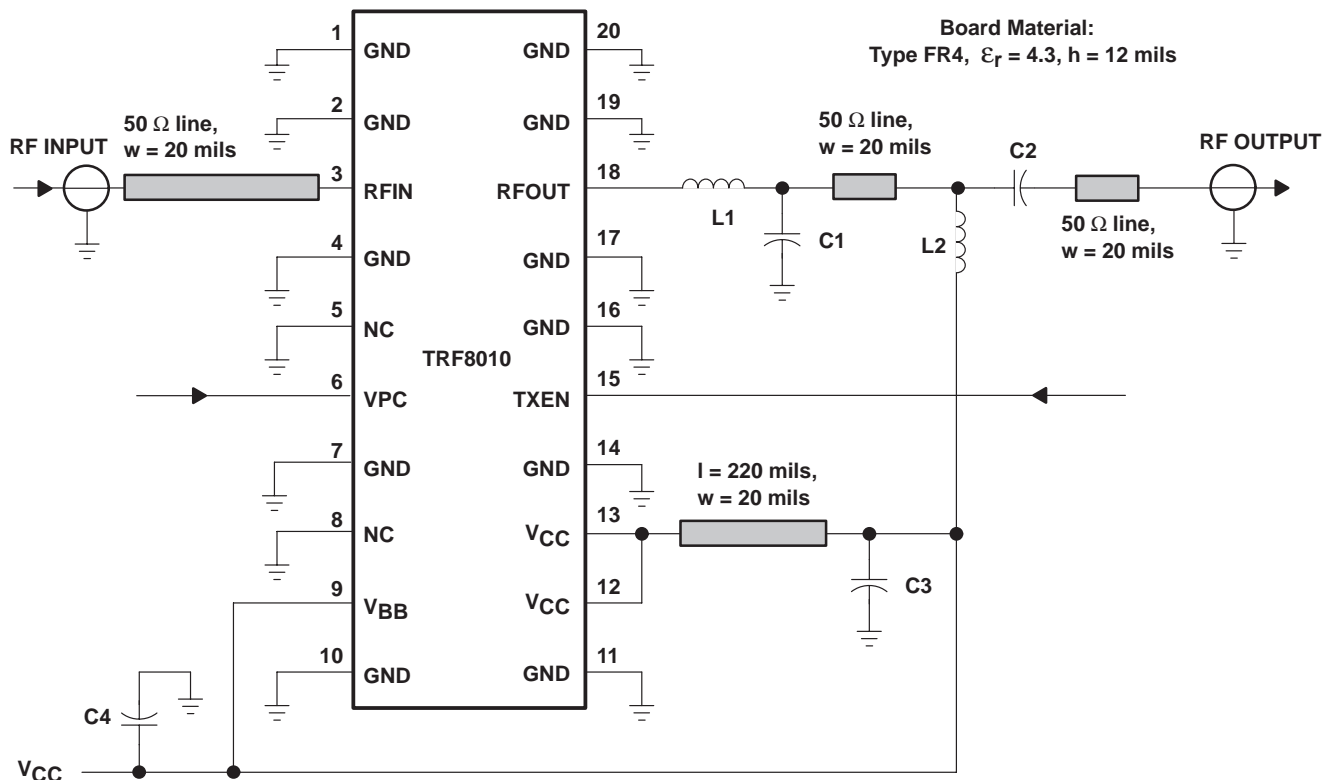 Board Material:
Type FR4, εr = 4.3, h = 12 mils
1
GND
2
GND
50 Ω line,
w = 20 mils
RF INPUT
3
RFIN
4
GND
5
NC
6
VPC
7
GND
8
NC
9
VBB
10
GND
TRF8010
20
GND
19
GND
18
RFOUT
17
GND
16
GND
15
TXEN
14
GND
13
VCC
12
VCC
11
GND
L1
C1
50 Ω line,
w = 20 mils
L2
C2
50 Ω line,
w = 20 mils
RF OUTPUT
l = 220 mils,
w = 20 mils
C3
C4
VCC